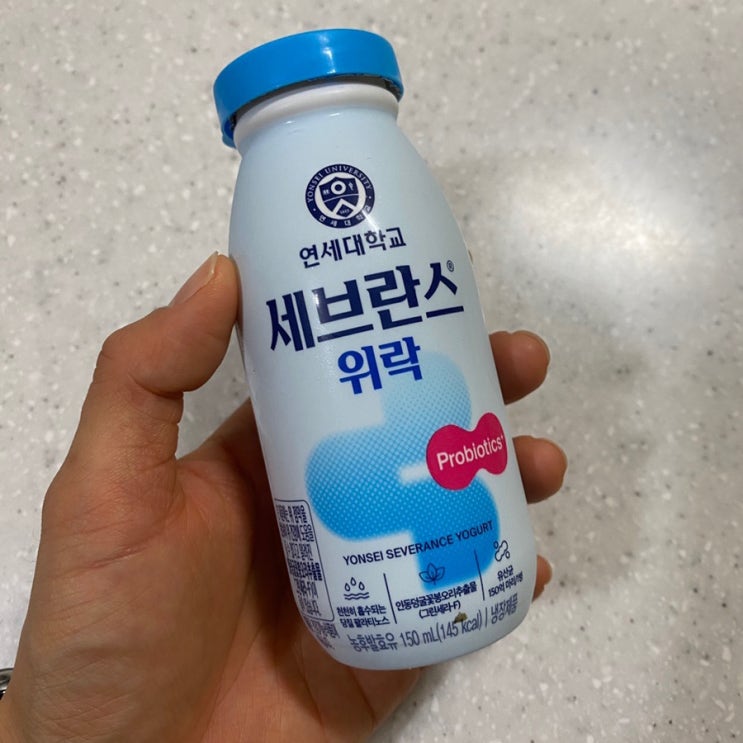 YONSEI UNIVERSITY
연세대학교
연세대학교
세브란스®
위락
Probiotics+
YONSEI SEVERANCE YOGURT
천천히 흡수되는
당질 팔라티노스
인동덩굴꽃봉오리추출물
(그린세라-F)
유산균
150억 마리/병
농후발효유 150 mL(145 kcal) | 냉장제품